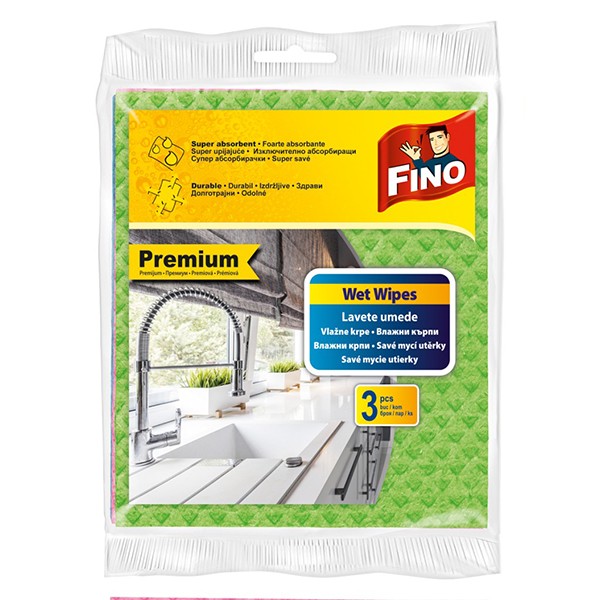 Super absorbent • Foarte absorbante
Super upijajuće • Изключително абсорбиращи
Супер абсорбирачки • Super savé
Durable • Durabil • Izdržljive • Здрави
Долготрајни • Odolné
FINO
Premium
Premijum • Премиум • Premiová • Prémiová
Wet Wipes
Lavete umede
Vlažne krpe • Влажни кърпи
Влажни крпи • Savé mycí utěrky
Savé mycie utierky
3 pcs
buc / kom
броя / пар / ks